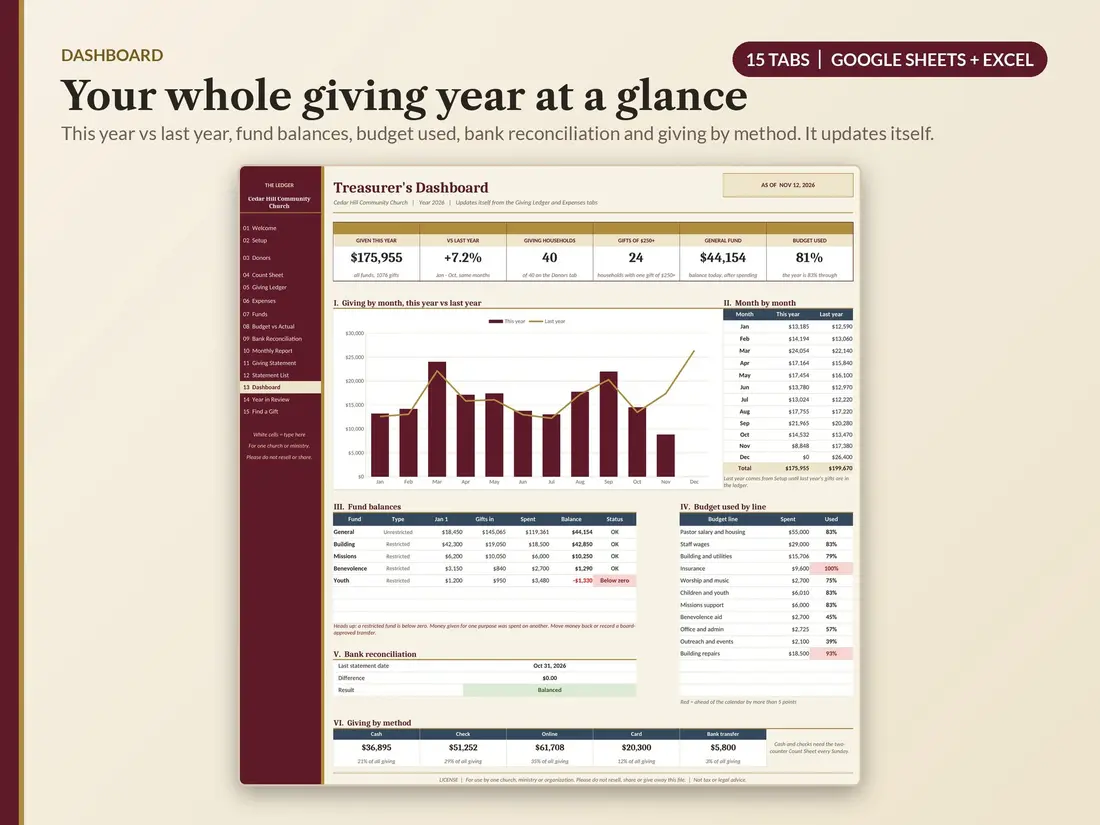 DASHBOARD
15 TABS | GOOGLE SHEETS + EXCEL
Your whole giving year at a glance
This year vs last year, fund balances, budget used, bank reconciliation and giving by method. It updates itself.
THE LEDGER
Cedar Hill Community
Church
01 Welcome
02 Setup
03 Donors
04 Count Sheet
05 Giving Ledger
06 Expenses
07 Funds
08 Budget vs Actual
09 Bank Reconciliation
10 Monthly Report
11 Giving Statement
12 Statement List
13 Dashboard
14 Year in Review
15 Find a Gift
White cells = type here
For one church or ministry.
Please do not resell or share.
Treasurer's Dashboard
AS OF NOV 12, 2026
Cedar Hill Community Church | Year 2026 | Updates itself from the Giving Ledger and Expenses tabs
GIVEN THIS YEAR VS LAST YEAR GIVING HOUSEHOLDS GIFTS OF $250+ GENERAL FUND BUDGET USED
$175,955 +7.2% 40 24 $44,154 81%
all funds, 1076 gifts Jan - Oct, same months of 40 on the Donors tab households with one gift of $250+ balance today, after spending the year is 83% through
I. Giving by month, this year vs last year
This year Last year
$30,000
$25,000
$20,000
$15,000
$10,000
$5,000
$0
Jan Feb Mar Apr May Jun Jul Aug Sep Oct Nov Dec
II. Month by month
Month This year Last year
Jan $13,185 $12,590
Feb $14,194 $13,060
Mar $24,054 $22,140
Apr $17,164 $15,840
May $17,454 $16,100
Jun $13,780 $12,970
Jul $13,024 $12,220
Aug $17,755 $17,220
Sep $21,965 $20,280
Oct $14,532 $13,470
Nov $8,848 $17,380
Dec $0 $26,400
Total $175,955 $199,670
Last year comes from Setup until last year's gifts are in
the ledger.
III. Fund balances
Fund Type Jan 1 Gifts in Spent Balance Status
General Unrestricted $18,450 $145,065 $119,361 $44,154 OK
Building Restricted $42,300 $19,050 $18,500 $42,850 OK
Missions Restricted $6,200 $10,050 $6,000 $10,250 OK
Benevolence Restricted $3,150 $840 $2,700 $1,290 OK
Youth Restricted $1,200 $950 $3,480 -$1,330 Below zero
Heads up: a restricted fund is below zero. Money given for one purpose was spent on another. Move money back or record a board-
approved transfer.
IV. Budget used by line
Budget line Spent Used
Pastor salary and housing $55,000 83%
Staff wages $29,000 83%
Building and utilities $15,706 79%
Insurance $9,600 100%
Worship and music $2,700 75%
Children and youth $6,010 83%
Missions support $6,000 83%
Benevolence aid $2,700 45%
Office and admin $2,725 57%
Outreach and events $2,100 39%
Building repairs $18,500 93%
Red = ahead of the calendar by more than 5 points
V. Bank reconciliation
Last statement date Oct 31, 2026
Difference $0.00
Result Balanced
VI. Giving by method
Cash Check Online Card Bank transfer
$36,895 $51,252 $61,708 $20,300 $5,800
21% of all giving 29% of all giving 35% of all giving 12% of all giving 3% of all giving
Cash and checks need the two-
counter Count Sheet every Sunday.
LICENSE | For use by one church, ministry or organization. Please do not resell, share or give away this file. | Not tax or legal advice.